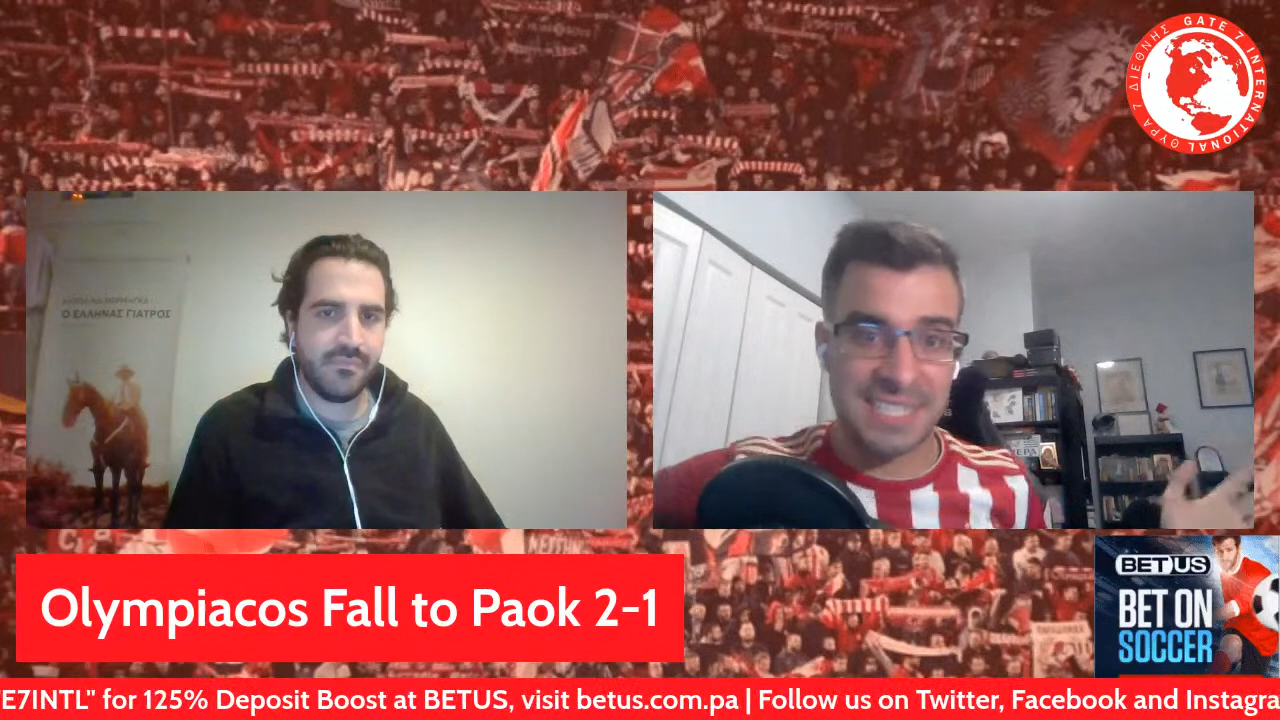 ΘΥΡΑ 7 ΔΙΕΘΝΗΣ GATE 7 INTERNATIONAL
Ο ΕΛΛΗΝΑΣ ΓΙΑΤΡΟΣ
Olympiacos Fall to Paok 2-1
BETUS
BET ON
SOCCER
E7INTL" for 125% Deposit Boost at BETUS, visit betus.com.pa | Follow us on Twitter, Facebook and Instagra